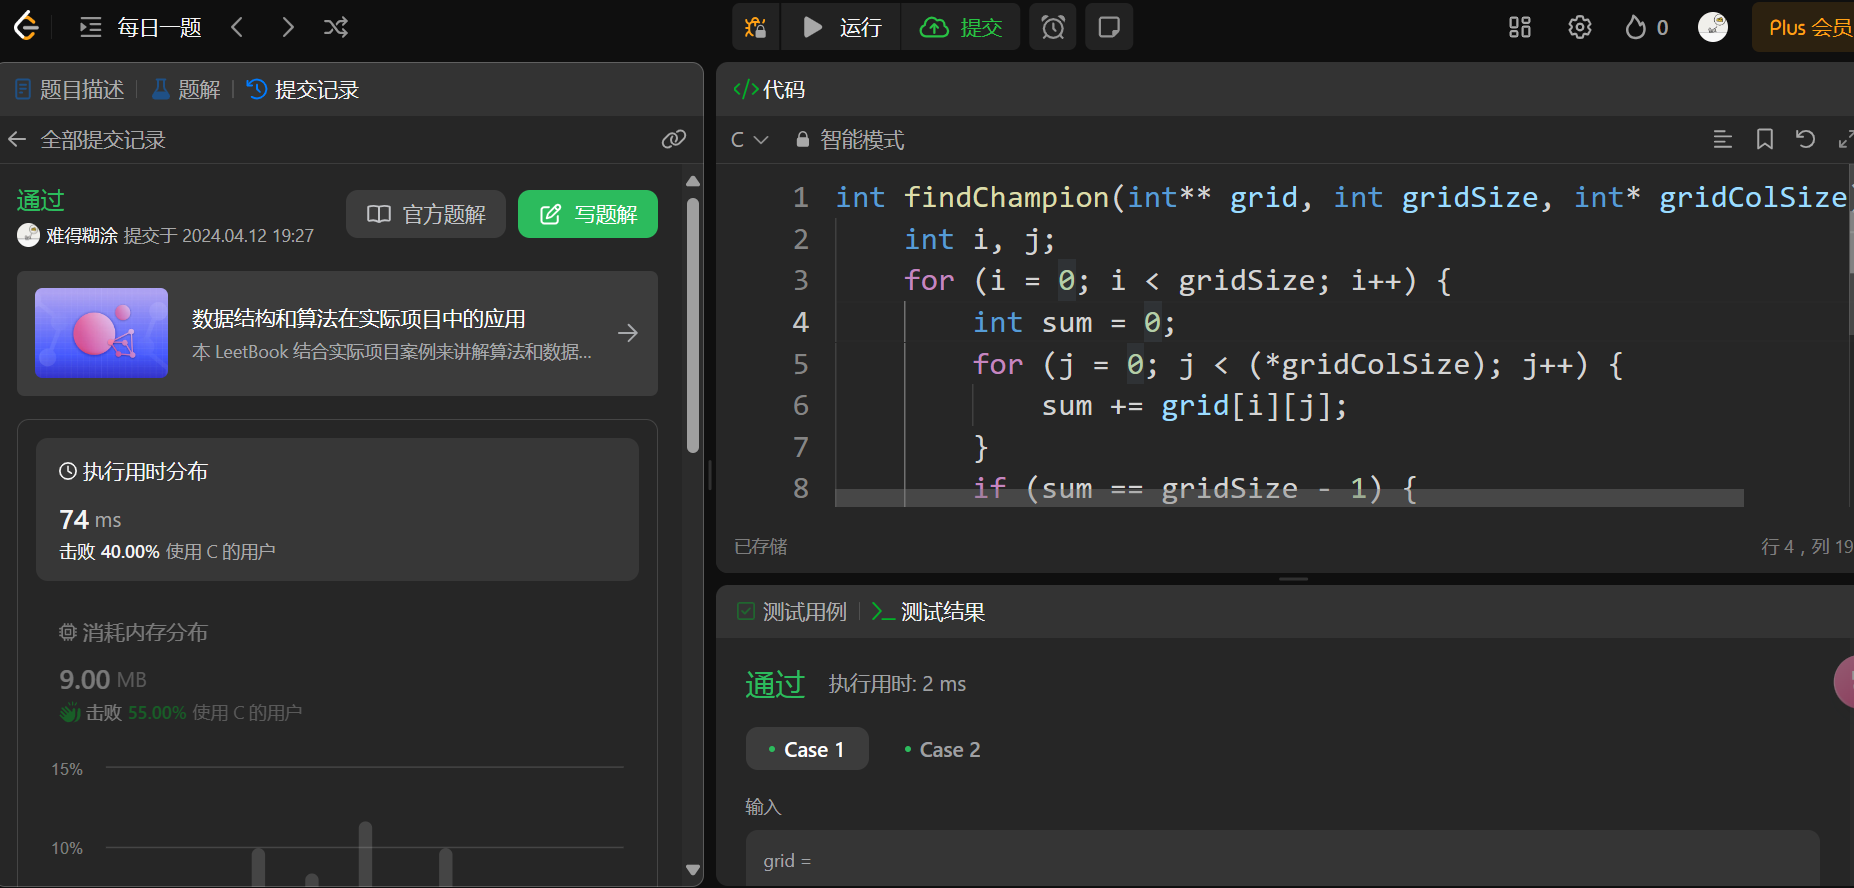 每日一题
运行
提交
0
Plus 会员
题目描述
题解
提交记录
全部提交记录
通过
官方题解
写题解
难得糊涂 提交于 2024.04.12 19:27
数据结构和算法在实际项目中的应用
本 LeetBook 结合实际项目案例来讲解算法和数据...
执行用时分布
74 ms
击败 40.00% 使用 C 的用户
消耗内存分布
9.00 MB
击败 55.00% 使用 C 的用户
15%
10%
</>代码
C
智能模式
1 int findChampion(int** grid, int gridSize, int* gridColSize
2 int i, j;
3 for (i = 0; i < gridSize; i++) {
4 int sum = 0;
5 for (j = 0; j < (*gridColSize); j++) {
6 sum += grid[i][j];
7 }
8 if (sum == gridSize - 1) {
已存储
行 4，列 19
测试用例
测试结果
通过
执行用时: 2 ms
Case 1
Case 2
输入
grid =